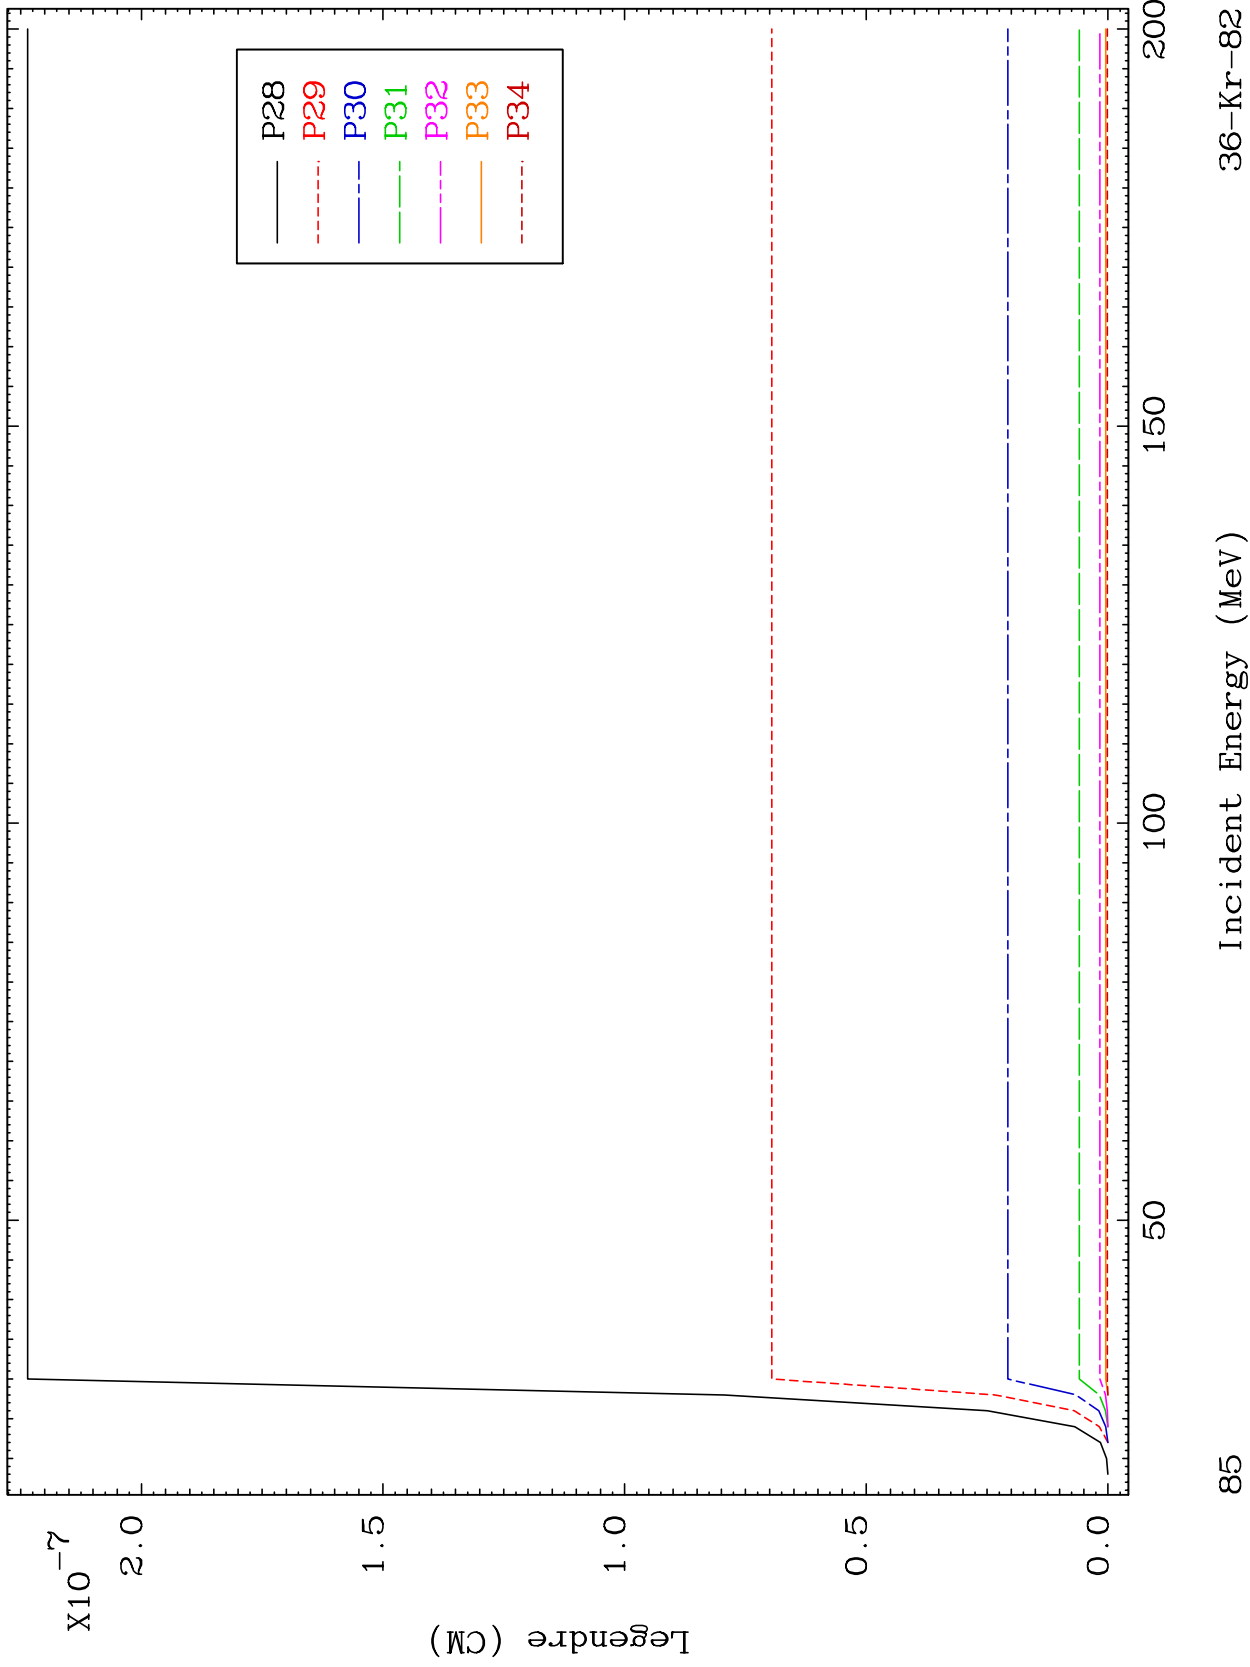 X10-7
2.0
1.5
1.0
0.5
0.0
Legendre (CM)
P28
P29
P30
P31
P32
P33
P34
50
100
150
200
Incident Energy (MeV)
85
36-Kr-82